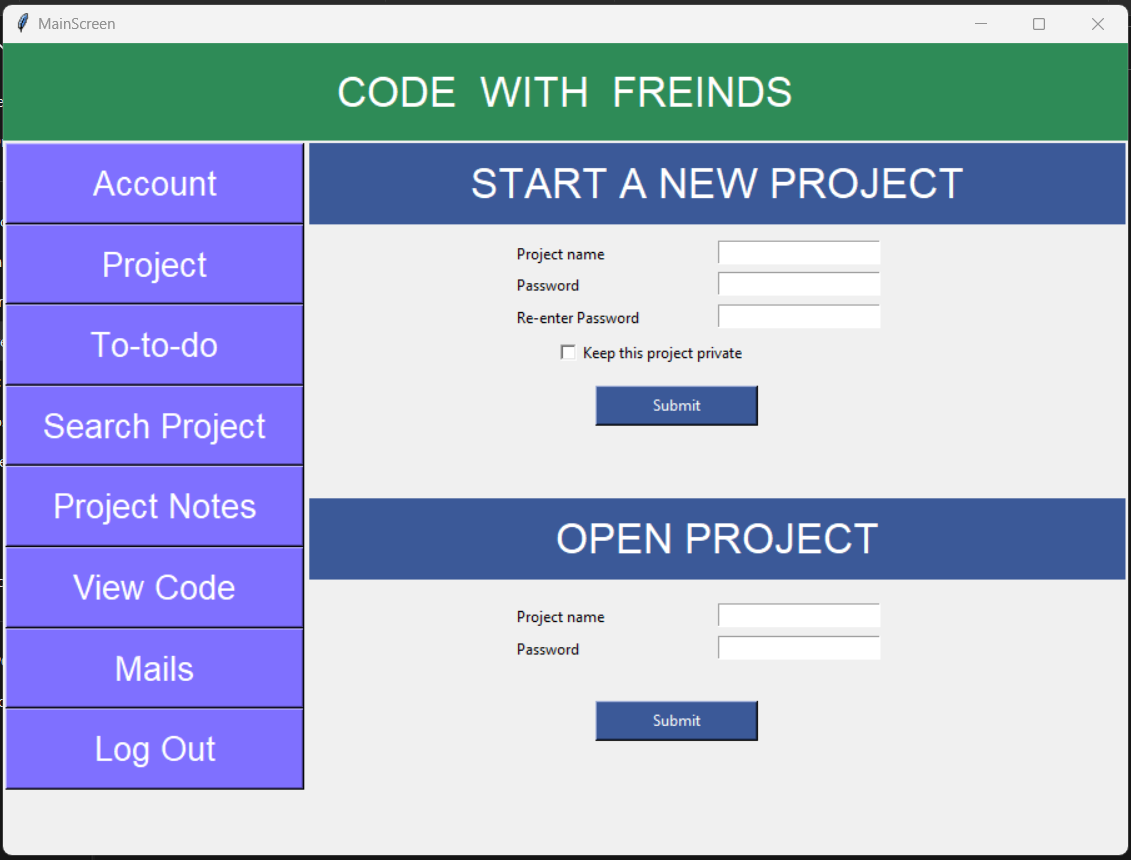 MainScreen
CODE WITH FREINDS
Account
Project
To-to-do
Search Project
Project Notes
View Code
Mails
Log Out
START A NEW PROJECT
Project name
Password
Re-enter Password
Keep this project private
Submit
OPEN PROJECT
Project name
Password
Submit